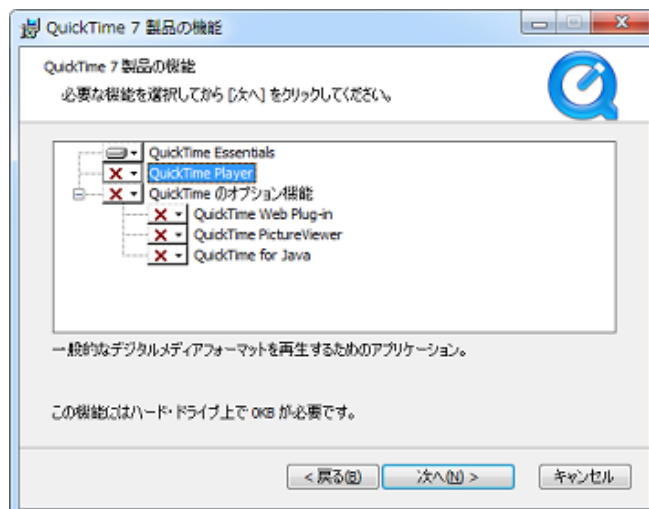 QuickTime 7 製品の機能
QuickTime 7 製品の機能
必要な機能を選択してから [次へ] をクリックしてください。
QuickTime Essentials
QuickTime Player
QuickTime のオプション機能
QuickTime Web Plug-in
QuickTime PictureViewer
QuickTime for Java
一般的なデジタルメディアフォーマットを再生するためのアプリケーション。
この機能にはハード・ドライブ上で 0KB が必要です。
< 戻る(B) 次へ(N) > キャンセル